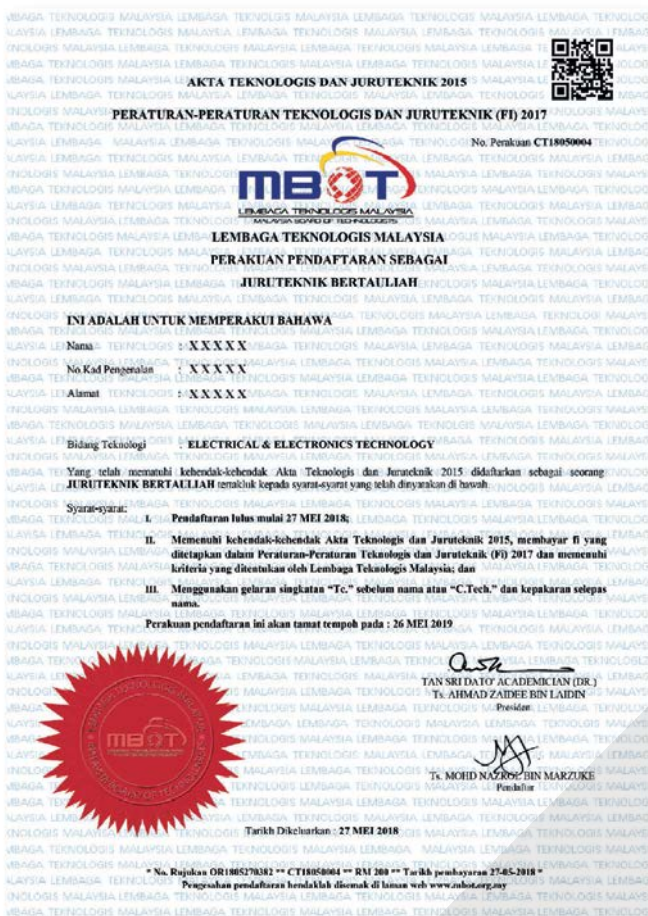 AKTA TEKNOLOGIS DAN JURUTEKNIK 2015
PERATURAN-PERATURAN TEKNOLOGIS DAN JURUTEKNIK (FI) 2017
No. Perakuan CT18050004
MBOT
LEMBAGA TEKNOLOGIS MALAYSIA
MALAYSIA BOARD OF TECHNOLOGISTS
LEMBAGA TEKNOLOGIS MALAYSIA
PERAKUAN PENDAFTARAN SEBAGAI
JURUTEKNIK BERTAULIAH
INI ADALAH UNTUK MEMPERAKUI BAHAWA
Nama : X X X X X
No.Kad Pengenalan : X X X X X
Alamat : X X X X X
Bidang Teknologi : ELECTRICAL & ELECTRONICS TECHNOLOGY
Yang telah mematuhi kehendak-kehendak Akta Teknologis dan Juruteknik 2015 didaftarkan sebagai seorang
JURUTEKNIK BERTAULIAH tertakluk kepada syarat-syarat yang telah dinyatakan di bawah
Syarat-syarat:
I. Pendaftaran lulus mulai 27 MEI 2018;
II. Memenuhi kehendak-kehendak Akta Teknologis dan Juruteknik 2015, membayar fi yang
ditetapkan dalam Peraturan-Peraturan Teknologis dan Juruteknik (Fi) 2017 dan memenuhi
kriteria yang ditentukan oleh Lembaga Teknologis Malaysia; dan
III. Menggunakan gelaran singkatan “Tc.” sebelum nama atau “C.Tech.” dan kepakaran selepas
nama.
Perakuan pendaftaran ini akan tamat tempoh pada : 26 MEI 2019
TAN SRI DATO' ACADEMICIAN (DR.)
Ts. AHMAD ZAIDEE BIN LAIDIN
Presiden
MBOT
Ts. MOHD NAZROL BIN MARZUKE
Pendaftar
Tarikh Dikeluarkan : 27 MEI 2018
* No. Rujukan OR1805270382 ** CT18050004 ** RM 200 ** Tarikh pembayaran 27-05-2018 *
Pengesahan pendaftaran hendaklah disemak di laman web www.mbot.org.my